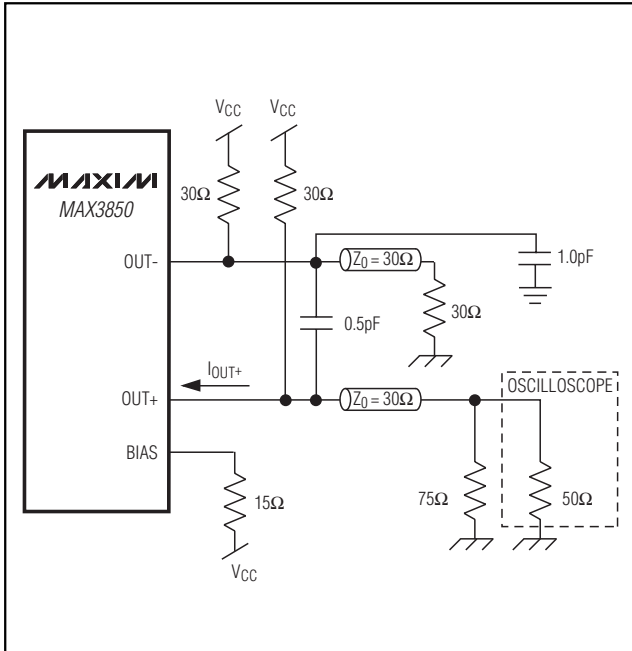 VCC
VCC
MAXIM
MAX3850
30Ω
30Ω
OUT-
Z0 = 30Ω
1.0pF
0.5pF
30Ω
IOUT+
OUT+
Z0 = 30Ω
OSCILLOSCOPE
BIAS
15Ω
75Ω
50Ω
VCC